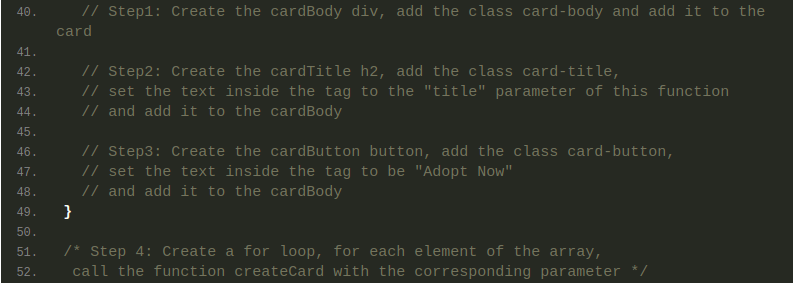 40. // Step1: Create the cardBody div, add the class card-body and add it to the
card
41.
42. // Step2: Create the cardTitle h2, add the class card-title,
43. // set the text inside the tag to the "title" parameter of this function
44. // and add it to the cardBody
45.
46. // Step3: Create the cardButton button, add the class card-button,
47. // set the text inside the tag to be "Adopt Now"
48. // and add it to the cardBody
49. }
50.
51. /* Step 4: Create a for loop, for each element of the array,
52. call the function createCard with the corresponding parameter */